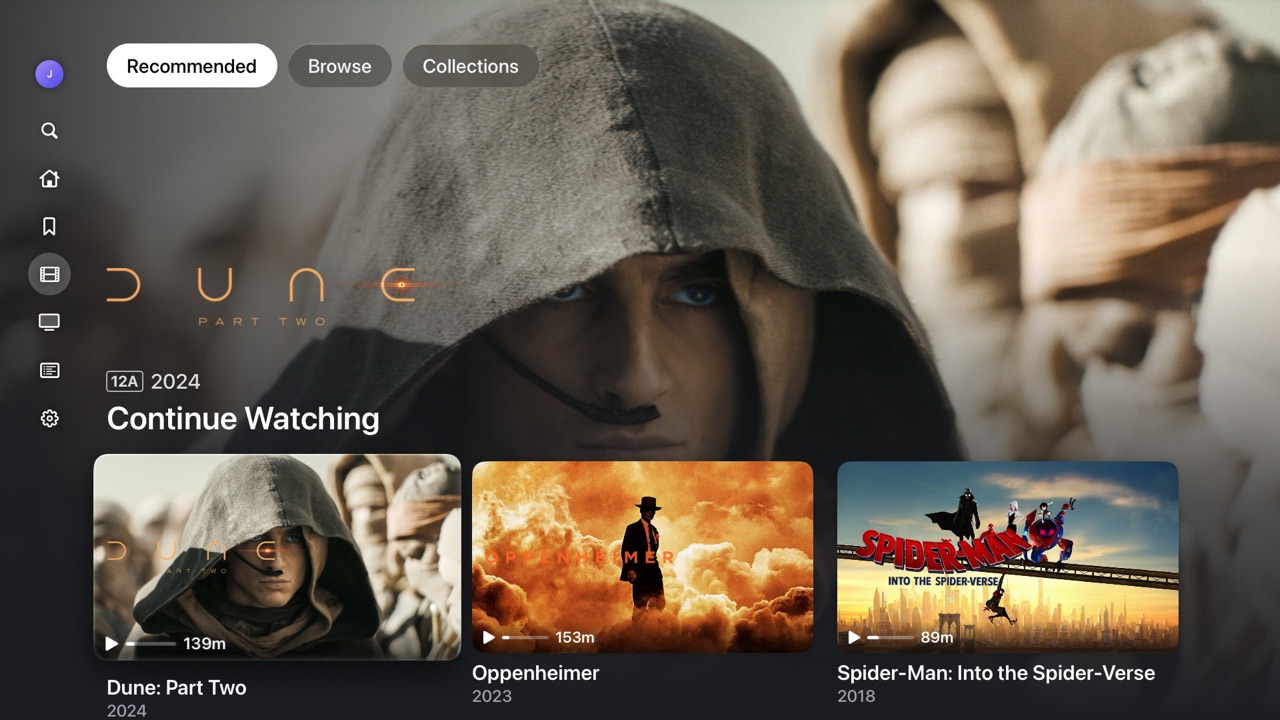 Recommended Browse Collections
J
DUNE
PART TWO
12A 2024
Continue Watching
DUNE
PART TWO
139m
OPPENHEIMER
153m
SPIDER-MAN
INTO THE SPIDER-VERSE
89m
Dune: Part Two
2024
Oppenheimer
2023
Spider-Man: Into the Spider-Verse
2018